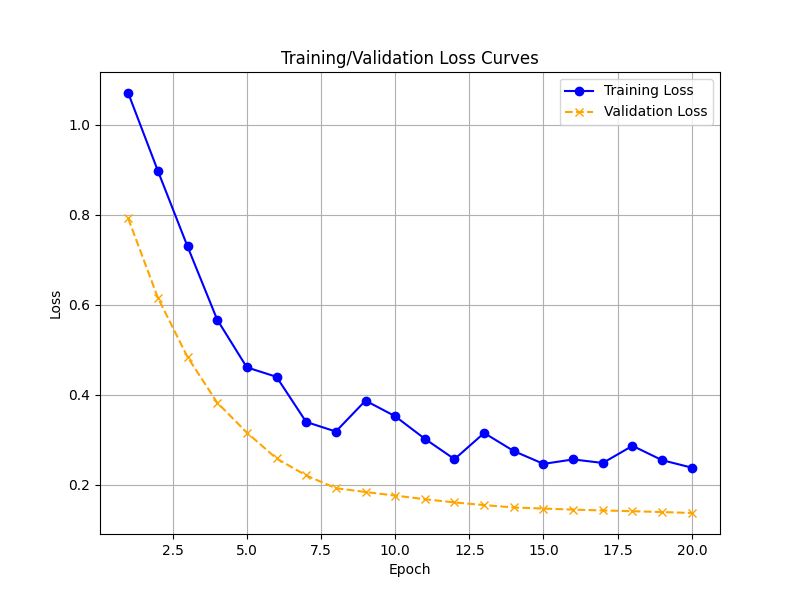 Training/Validation Loss Curves
Training Loss
Validation Loss
1.0
0.8
0.6
0.4
0.2
Loss
2.5 5.0 7.5 10.0 12.5 15.0 17.5 20.0
Epoch